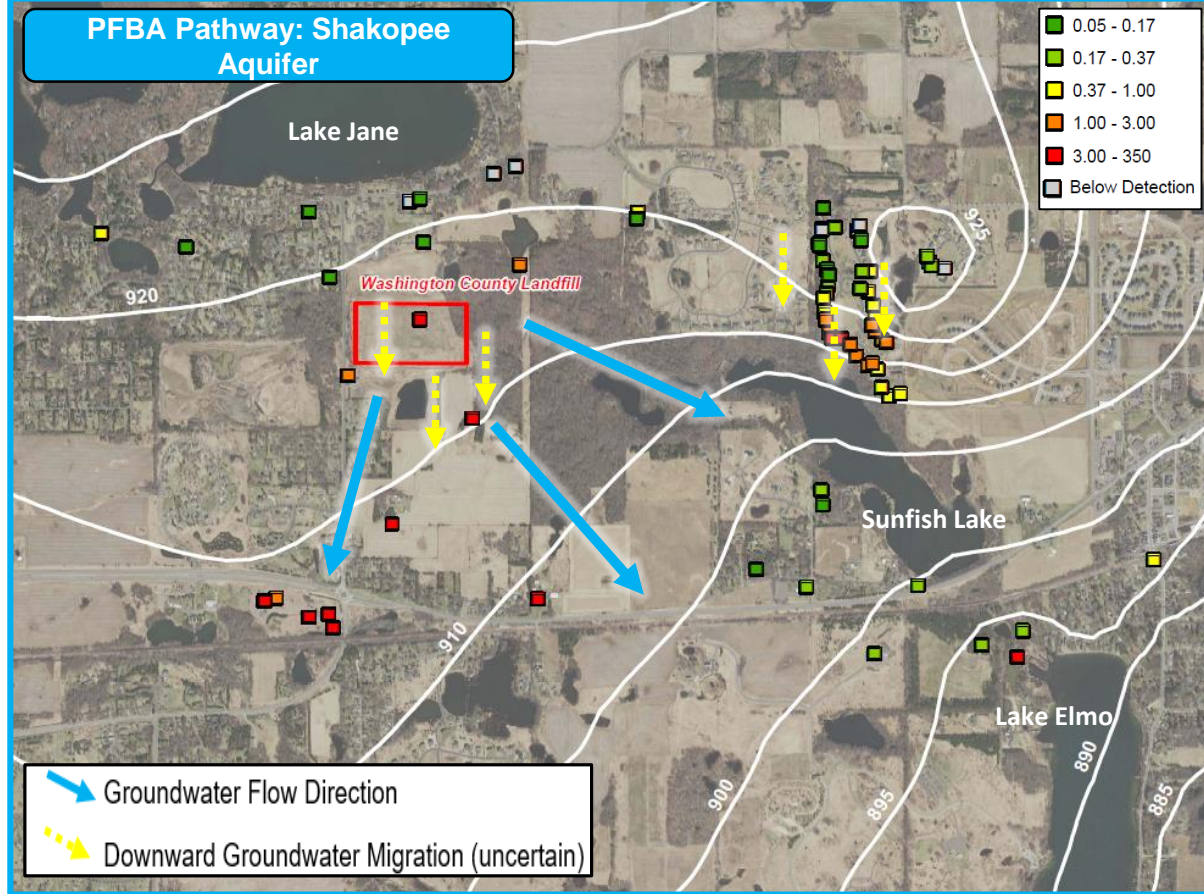 PFBA Pathway: Shakopee
Aquifer
0.05 - 0.17
0.17 - 0.37
0.37 - 1.00
1.00 - 3.00
3.00 - 350
Below Detection
Lake Jane
925
920
Washington County Landfill
Sunfish Lake
910
Lake Elmo
900
895
890
885
Groundwater Flow Direction
Downward Groundwater Migration (uncertain)